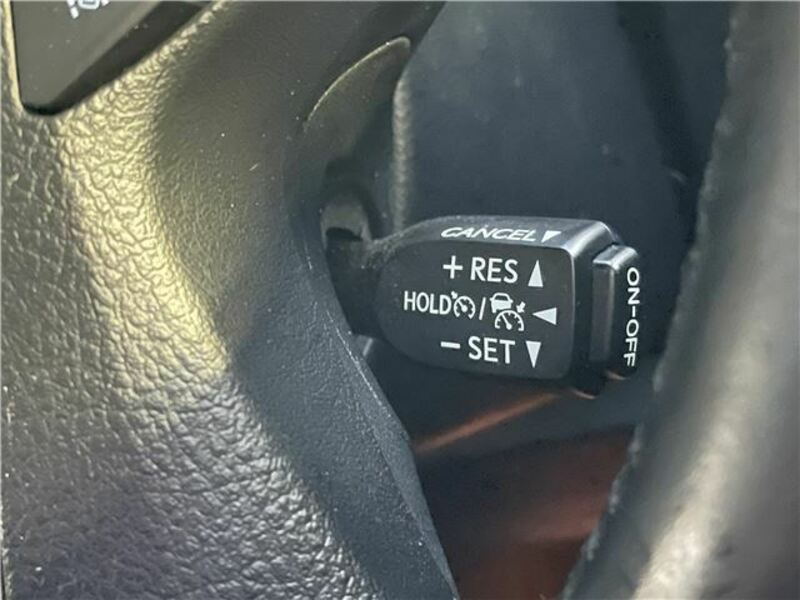 CANCEL▼
+ RES ▲
HOLD / ◀
- SET ▼
ON-OFF